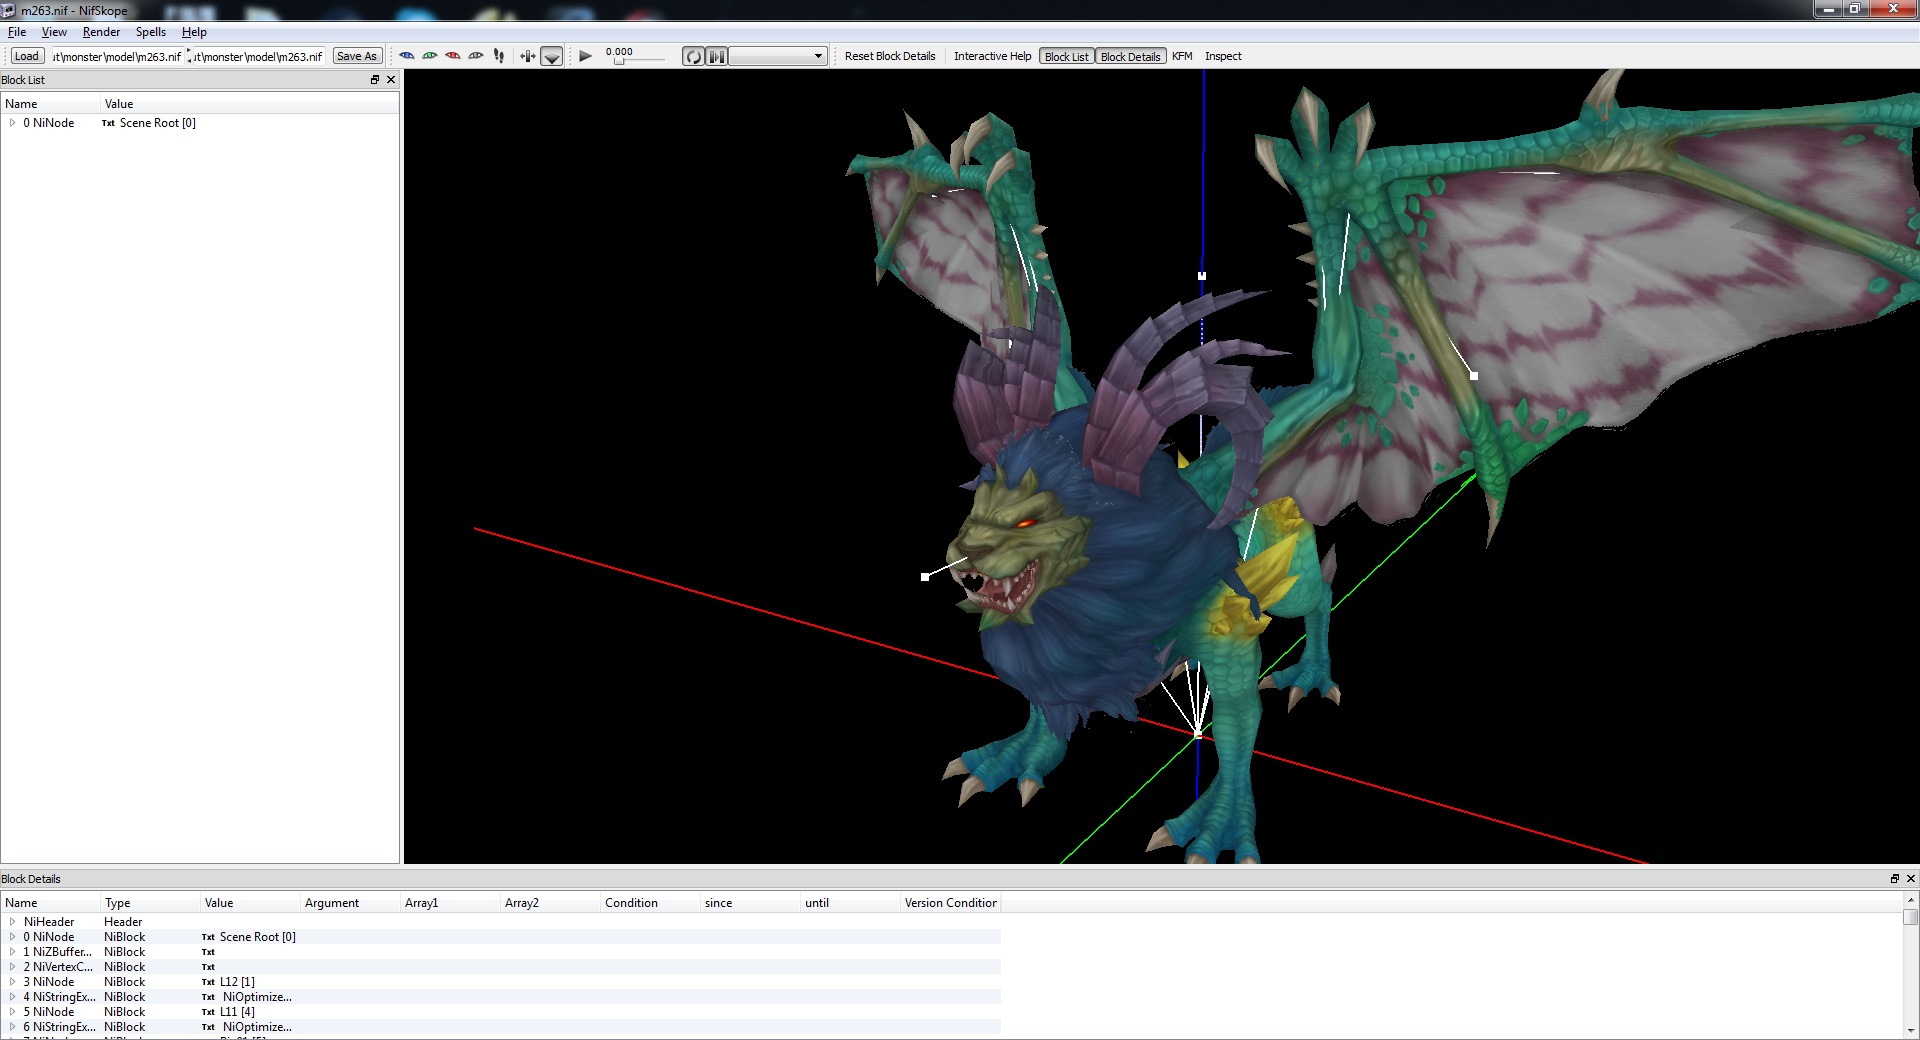 m263.nif - NifSkope
File View Render Spells Help
Load ut\monster\model\m263.nif ut\monster\model\m263.nif Save As 0.000 Reset Block Details Interactive Help Block List Block Details KFM Inspect
Block List
Name Value
0 NiNode Txt Scene Root [0]
Block Details
Name Type Value Argument Array1 Array2 Condition since until Version Condition
NiHeader Header
0 NiNode NiBlock Txt Scene Root [0]
1 NiZBuffer... NiBlock Txt
2 NiVertexC... NiBlock Txt
3 NiNode NiBlock Txt L12 [1]
4 NiStringEx... NiBlock Txt NiOptimize...
5 NiNode NiBlock Txt L11 [4]
6 NiStringEx... NiBlock Txt NiOptimize...